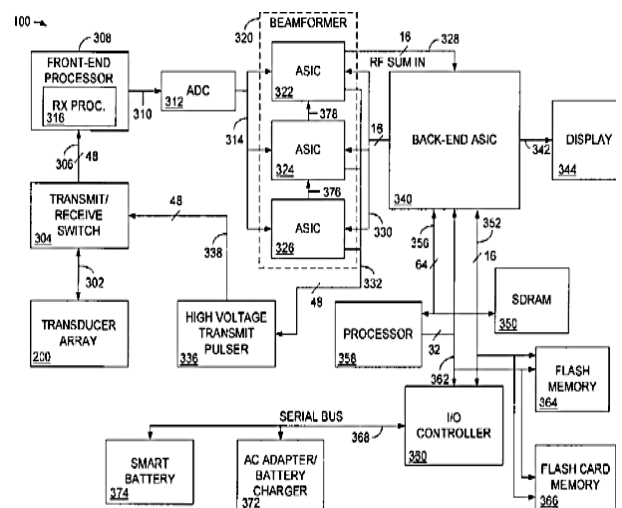 100
308
FRONT-END
PROCESSOR
RX PROC.
316
310
ADC
312
320
BEAMFORMER
ASIC
322
378
ASIC
324
376
ASIC
326
314
16
328
RF SUM IN
16
330
332
BACK-END ASIC
340
342
DISPLAY
344
306
48
TRANSMIT/
RECEIVE
SWITCH
304
48
338
302
TRANSDUCER
ARRAY
200
HIGH VOLTAGE
TRANSMIT
PULSER
336
48
356
64
352
16
SDRAM
350
PROCESSOR
358
32
362
FLASH
MEMORY
364
I/O
CONTROLLER
360
SERIAL BUS
368
SMART
BATTERY
374
AC ADAPTER/
BATTERY
CHARGER
372
FLASH CARD
MEMORY
366